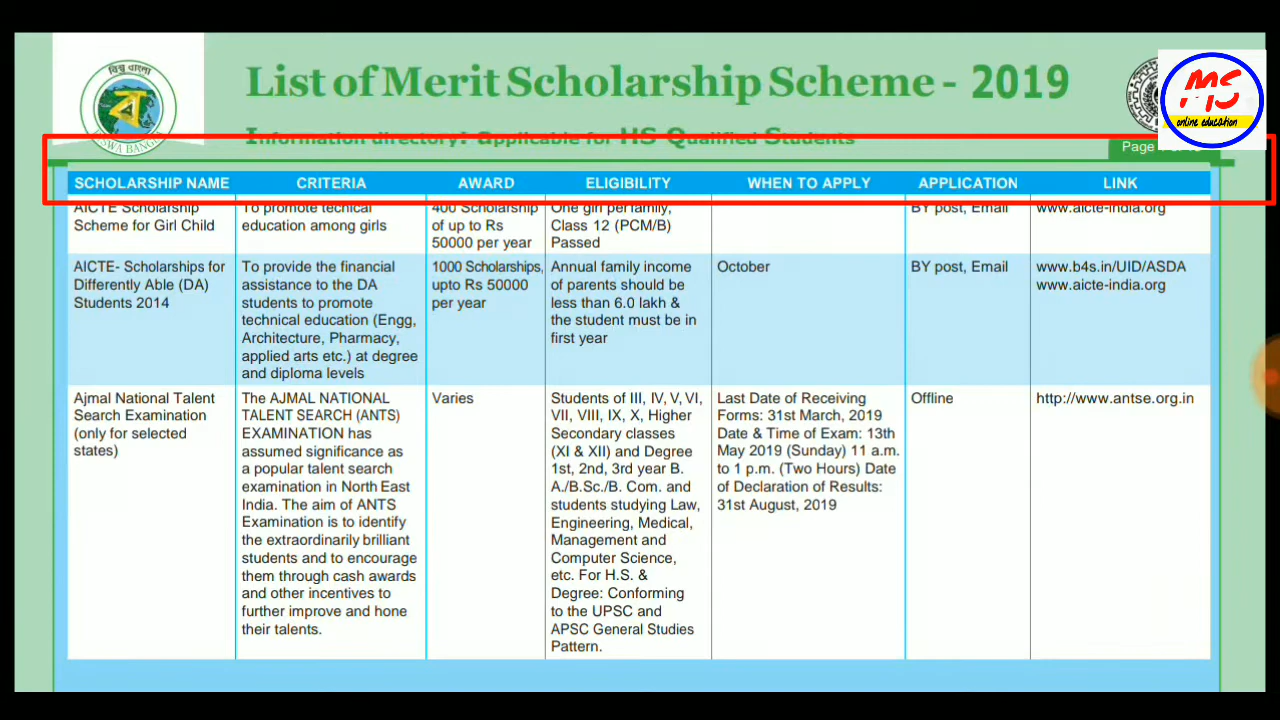 বিশ্ব বাংলা
BISWA BANGLA
List of Merit Scholarship Scheme - 2019
MS
online education
Information directory: applicable for HS Qualified Students
Page
SCHOLARSHIP NAME CRITERIA AWARD ELIGIBILITY WHEN TO APPLY APPLICATION LINK
AICTE Scholarship
Scheme for Girl Child
To promote techical
education among girls
400 Scholarship
of up to Rs
50000 per year
One girl per family,
Class 12 (PCM/B)
Passed
BY post, Email
www.aicte-india.org
AICTE- Scholarships for
Differently Able (DA)
Students 2014
To provide the financial
assistance to the DA
students to promote
technical education (Engg,
Architecture, Pharmacy,
applied arts etc.) at degree
and diploma levels
1000 Scholarships,
upto Rs 50000
per year
Annual family income
of parents should be
less than 6.0 lakh &
the student must be in
first year
October
BY post, Email
www.b4s.in/UID/ASDA
www.aicte-india.org
Ajmal National Talent
Search Examination
(only for selected
states)
The AJMAL NATIONAL
TALENT SEARCH (ANTS)
EXAMINATION has
assumed significance as
a popular talent search
examination in North East
India. The aim of ANTS
Examination is to identify
the extraordinarily brilliant
students and to encourage
them through cash awards
and other incentives to
further improve and hone
their talents.
Varies
Students of III, IV, V, VI,
VII, VIII, IX, X, Higher
Secondary classes
(XI & XII) and Degree
1st, 2nd, 3rd year B.
A./B.Sc./B. Com. and
students studying Law,
Engineering, Medical,
Management and
Computer Science,
etc. For H.S. &
Degree: Conforming
to the UPSC and
APSC General Studies
Pattern.
Last Date of Receiving
Forms: 31st March, 2019
Date & Time of Exam: 13th
May 2019 (Sunday) 11 a.m.
to 1 p.m. (Two Hours) Date
of Declaration of Results:
31st August, 2019
Offline
http://www.antse.org.in